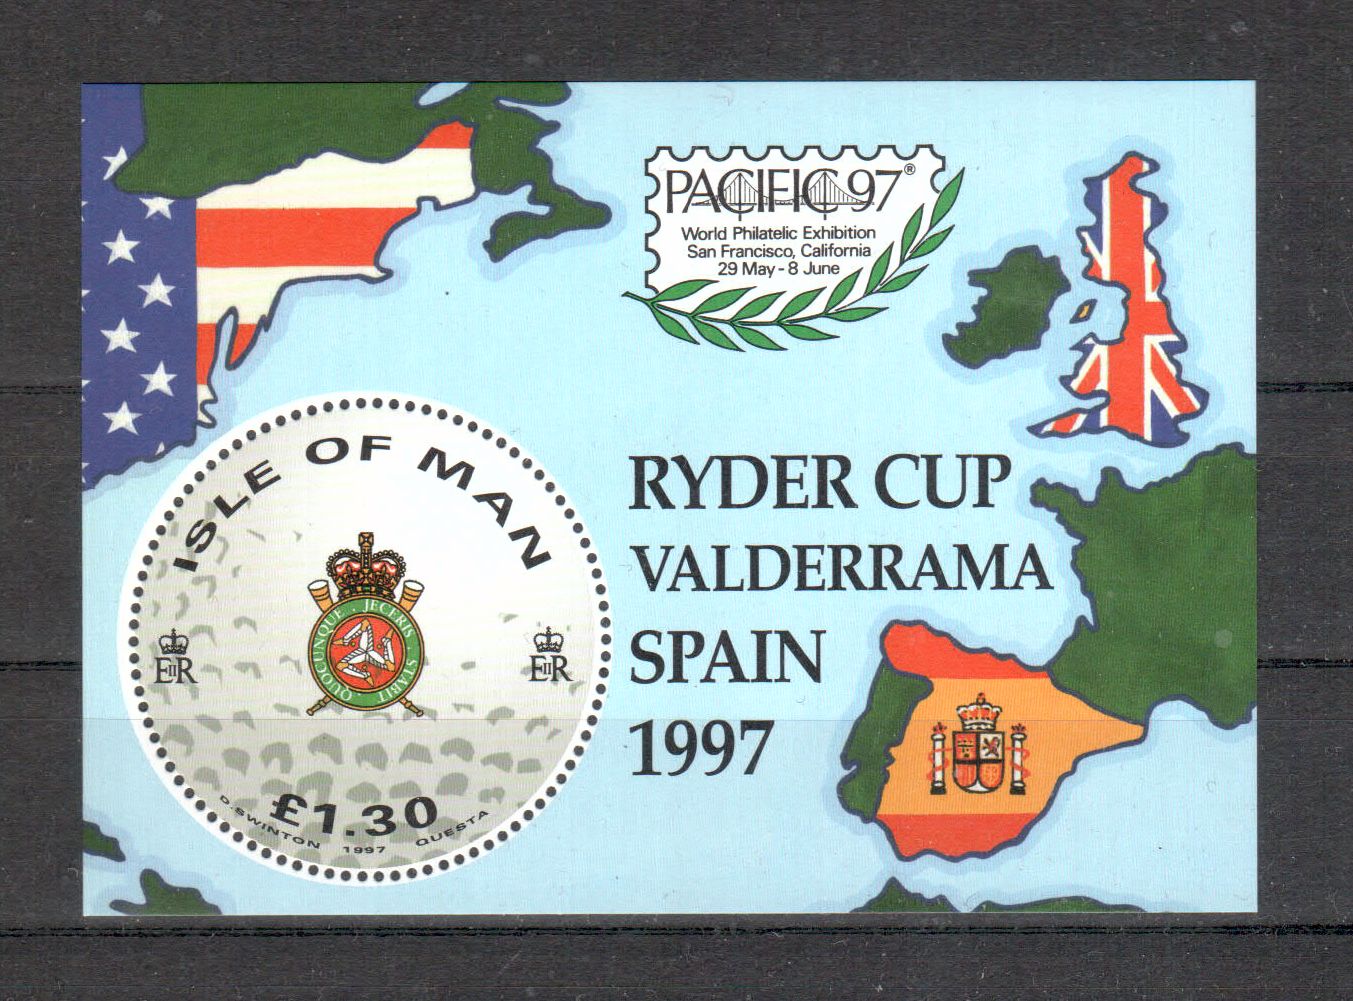 PACIFIC 97®
World Philatelic Exhibition
San Francisco, California
29 May - 8 June
ISLE OF MAN
QUOCUNQUE · JECERIS · STABIT
EIIR
EIIR
£1.30
D. SWINTON 1997 QUESTA
RYDER CUP
VALDERRAMA
SPAIN
1997